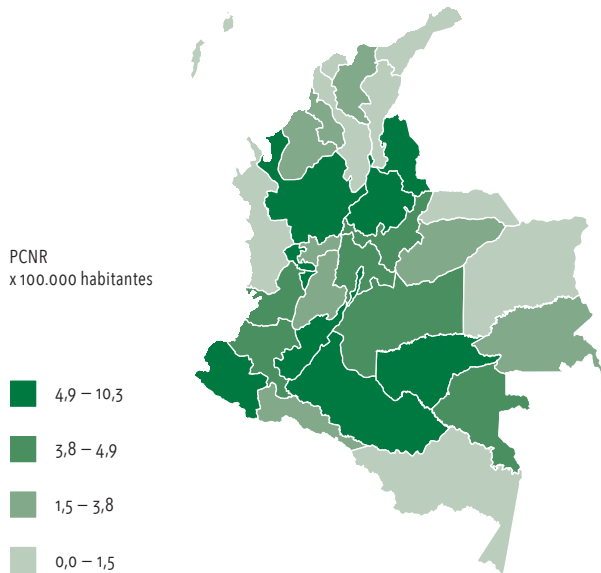 PCNR
x 100.000 habitantes
4,9 – 10,3
3,8 – 4,9
1,5 – 3,8
0,0 – 1,5